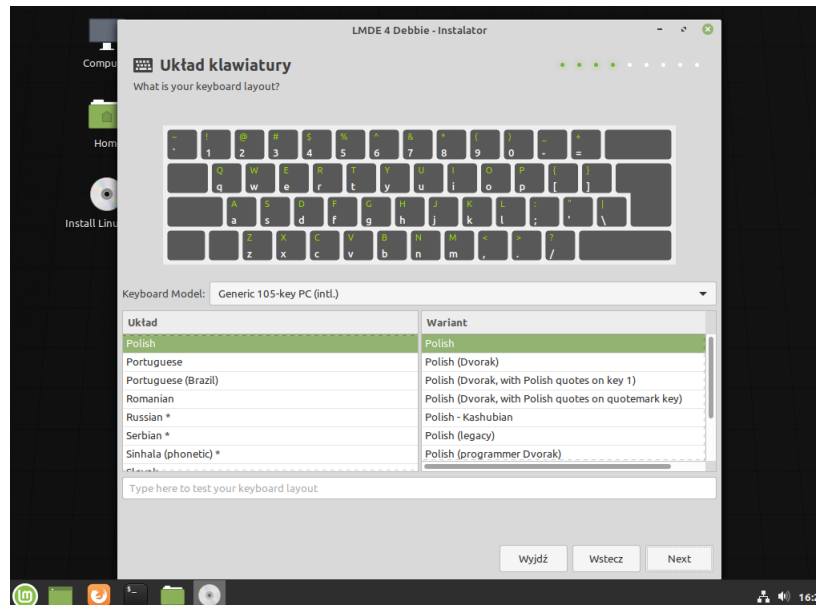 LMDE 4 Debbie - Instalator
Compu
Układ klawiatury
What is your keyboard layout?
~ ! @ # $ % ^ & * ( ) _ +
` 1 2 3 4 5 6 7 8 9 0 - =
Home
Q W E R T Y U I O P { }
q w e r t y u i o p [ ]
A S D F G H J K L : " |
a s d f g h j k l ; ' \
Install Linu
Z X C V B N M < > ?
z x c v b n m , . /
Keyboard Model: Generic 105-key PC (intl.)
Układ Wariant
Polish Polish
Portuguese Polish (Dvorak)
Portuguese (Brazil) Polish (Dvorak, with Polish quotes on key 1)
Romanian Polish (Dvorak, with Polish quotes on quotemark key)
Russian * Polish - Kashubian
Serbian * Polish (legacy)
Sinhala (phonetic) * Polish (programmer Dvorak)
Type here to test your keyboard layout
Wyjdź Wstecz Next
lm $_ 16:2